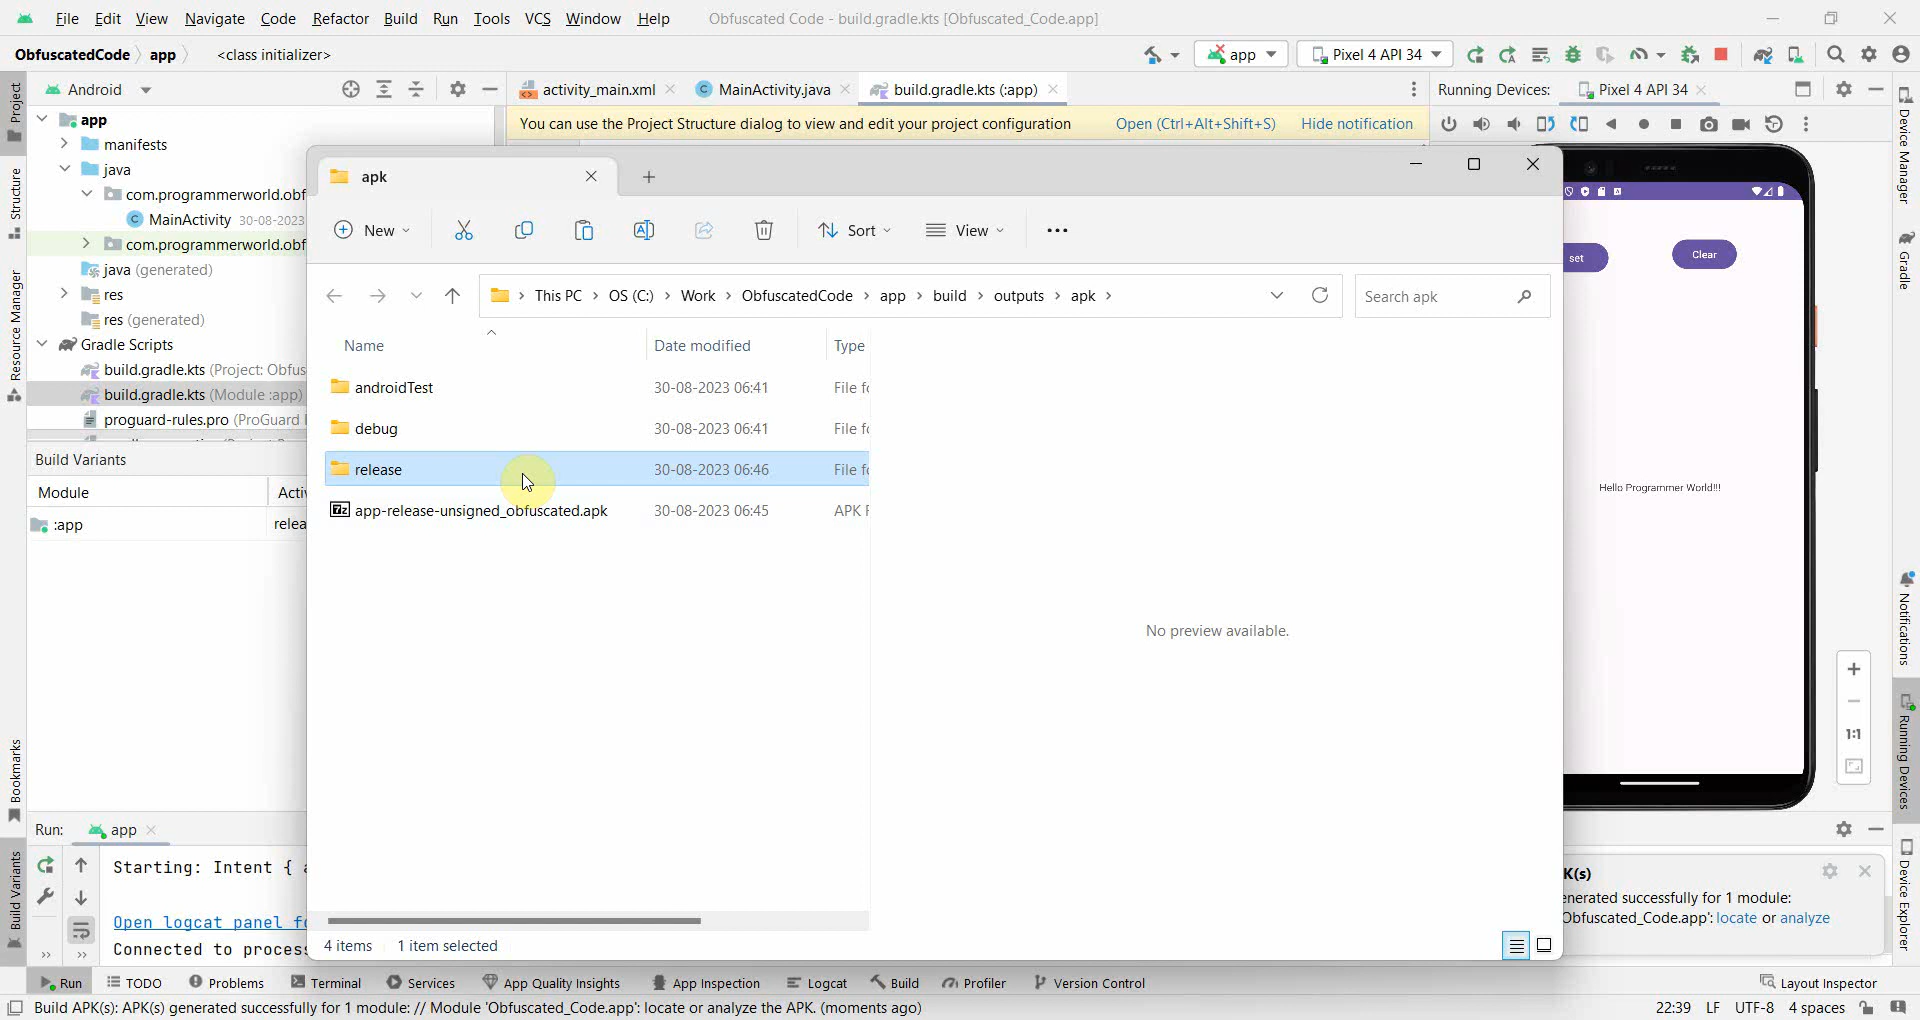 File Edit View Navigate Code Refactor Build Run Tools VCS Window Help Obfuscated Code - build.gradle.kts [Obfuscated_Code.app]
ObfuscatedCode app <class initializer> app Pixel 4 API 34
Project Android activity_main.xml MainActivity.java build.gradle.kts (:app) Running Devices: Pixel 4 API 34
You can use the Project Structure dialog to view and edit your project configuration Open (Ctrl+Alt+Shift+S) Hide notification
app
manifests
java
com.programmerworld.obf
MainActivity 30-08-2023
com.programmerworld.obf
java (generated)
res
res (generated)
Gradle Scripts
build.gradle.kts (Project: Obfus
build.gradle.kts (Module :app)
proguard-rules.pro (ProGuard
Build Variants
Module Activ
:app relea
Structure
Resource Manager
Bookmarks
Build Variants
apk
New Sort View
This PC OS (C:) Work ObfuscatedCode app build outputs apk Search apk
Name Date modified Type
androidTest 30-08-2023 06:41 File fo
debug 30-08-2023 06:41 File fo
release 30-08-2023 06:46 File fo
app-release-unsigned_obfuscated.apk 30-08-2023 06:45 APK F
No preview available.
4 items 1 item selected
set Clear
Hello Programmer World!!!
1:1
Device Manager
Gradle
Notifications
Running Devices
Device Explorer
Run: app
Starting: Intent {
Open logcat panel fo
Connected to process
K(s)
enerated successfully for 1 module:
Obfuscated_Code.app': locate or analyze
Run TODO Problems Terminal Services App Quality Insights App Inspection Logcat Build Profiler Version Control Layout Inspector
Build APK(s): APK(s) generated successfully for 1 module: // Module 'Obfuscated_Code.app': locate or analyze the APK. (moments ago) 22:39 LF UTF-8 4 spaces